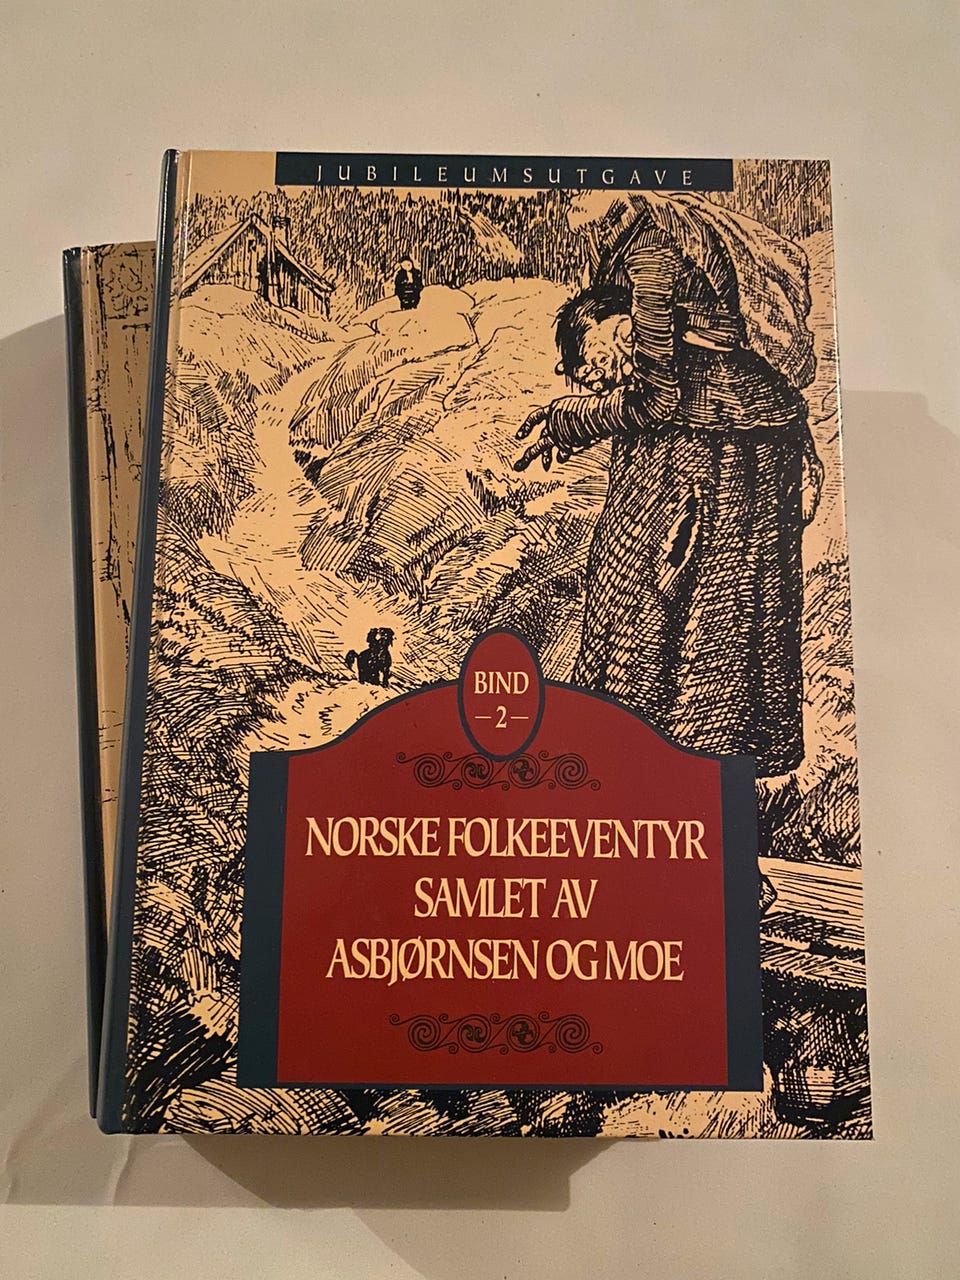 JUBILEUMSUTGAVE
BIND
–2–
NORSKE FOLKEEVENTYR
SAMLET AV
ASBJØRNSEN OG MOE